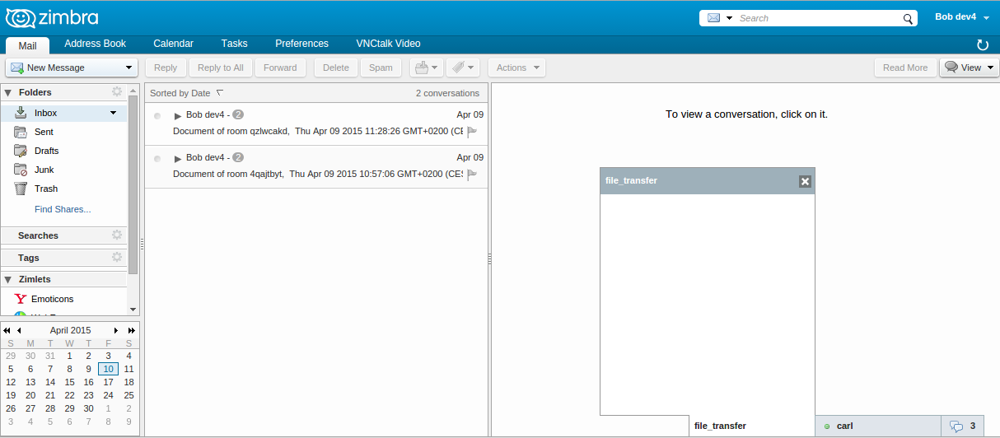 zimbra
Search
Bob dev4
Mail Address Book Calendar Tasks Preferences VNCtalk Video
New Message Reply Reply to All Forward Delete Spam Actions Read More View
Folders
Inbox
Sent
Drafts
Junk
Trash
Find Shares...
Searches
Tags
Zimlets
Emoticons
April 2015
S M T W T F S
29 30 31 1 2 3 4
5 6 7 8 9 10 11
12 13 14 15 16 17 18
19 20 21 22 23 24 25
26 27 28 29 30 1 2
3 4 5 6 7 8 9
Sorted by Date 2 conversations
Bob dev4 - 2 Apr 09
Document of room qzlwcakd, Thu Apr 09 2015 11:28:26 GMT+0200 (CE
Bob dev4 - 2 Apr 09
Document of room 4qajtbyt, Thu Apr 09 2015 10:57:06 GMT+0200 (CES
To view a conversation, click on it.
file_transfer
file_transfer
carl
3